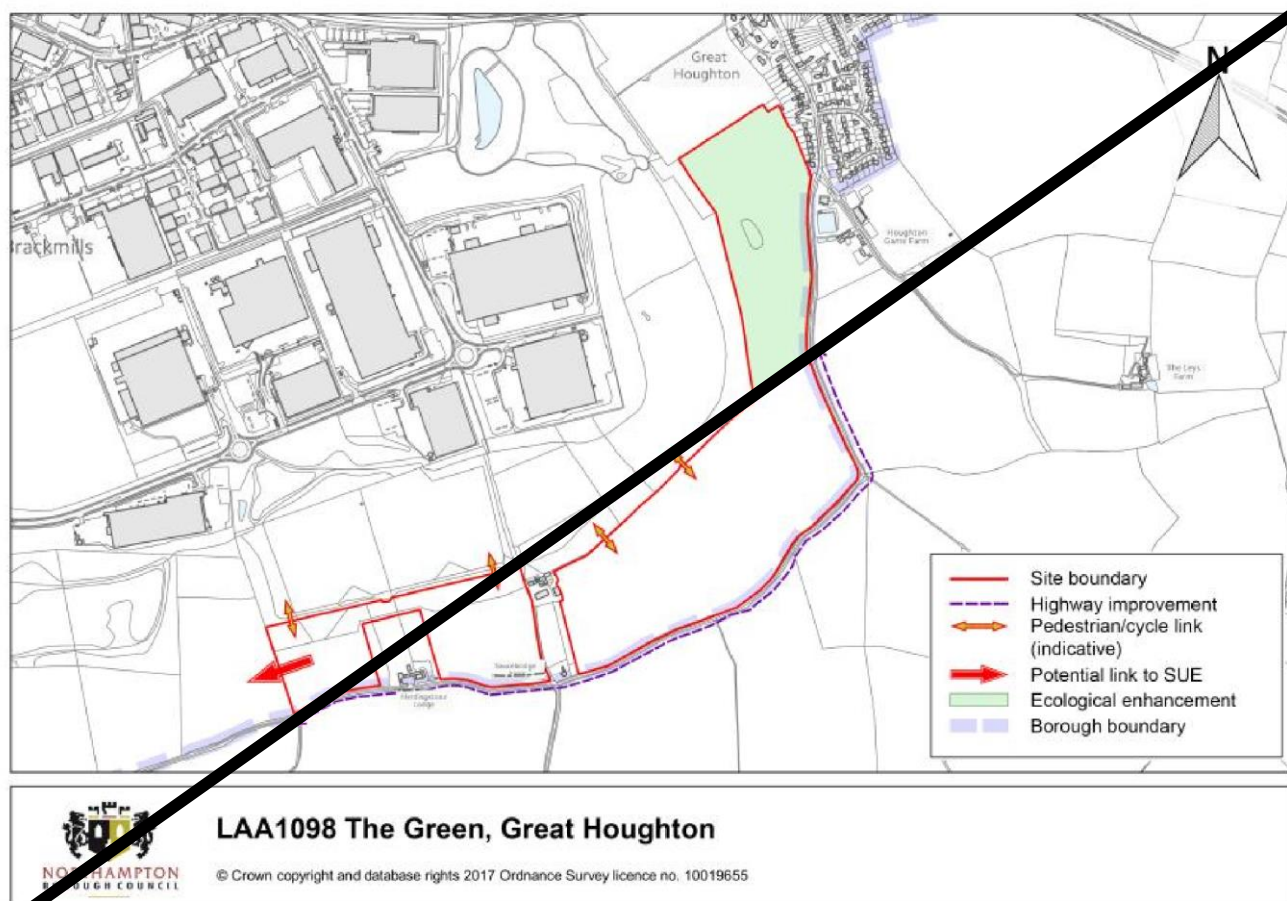 Great
Houghton
N
Brackmills
Houghton
Game Farm
The Leys
Farm
Hardingstone
Lodge
Site boundary
Highway improvement
Pedestrian/cycle link
(indicative)
Potential link to SUE
Ecological enhancement
Borough boundary
LAA1098 The Green, Great Houghton
NORTHAMPTON
BOROUGH COUNCIL
© Crown copyright and database rights 2017 Ordnance Survey licence no. 10019655